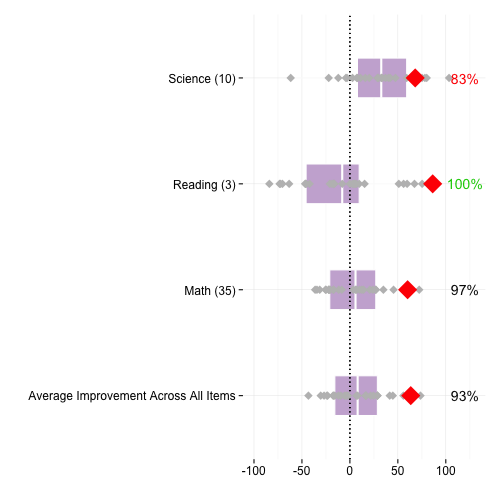 Science (10)
83%
Reading (3)
100%
Math (35)
97%
Average Improvement Across All Items
93%
-100 -50 0 50 100